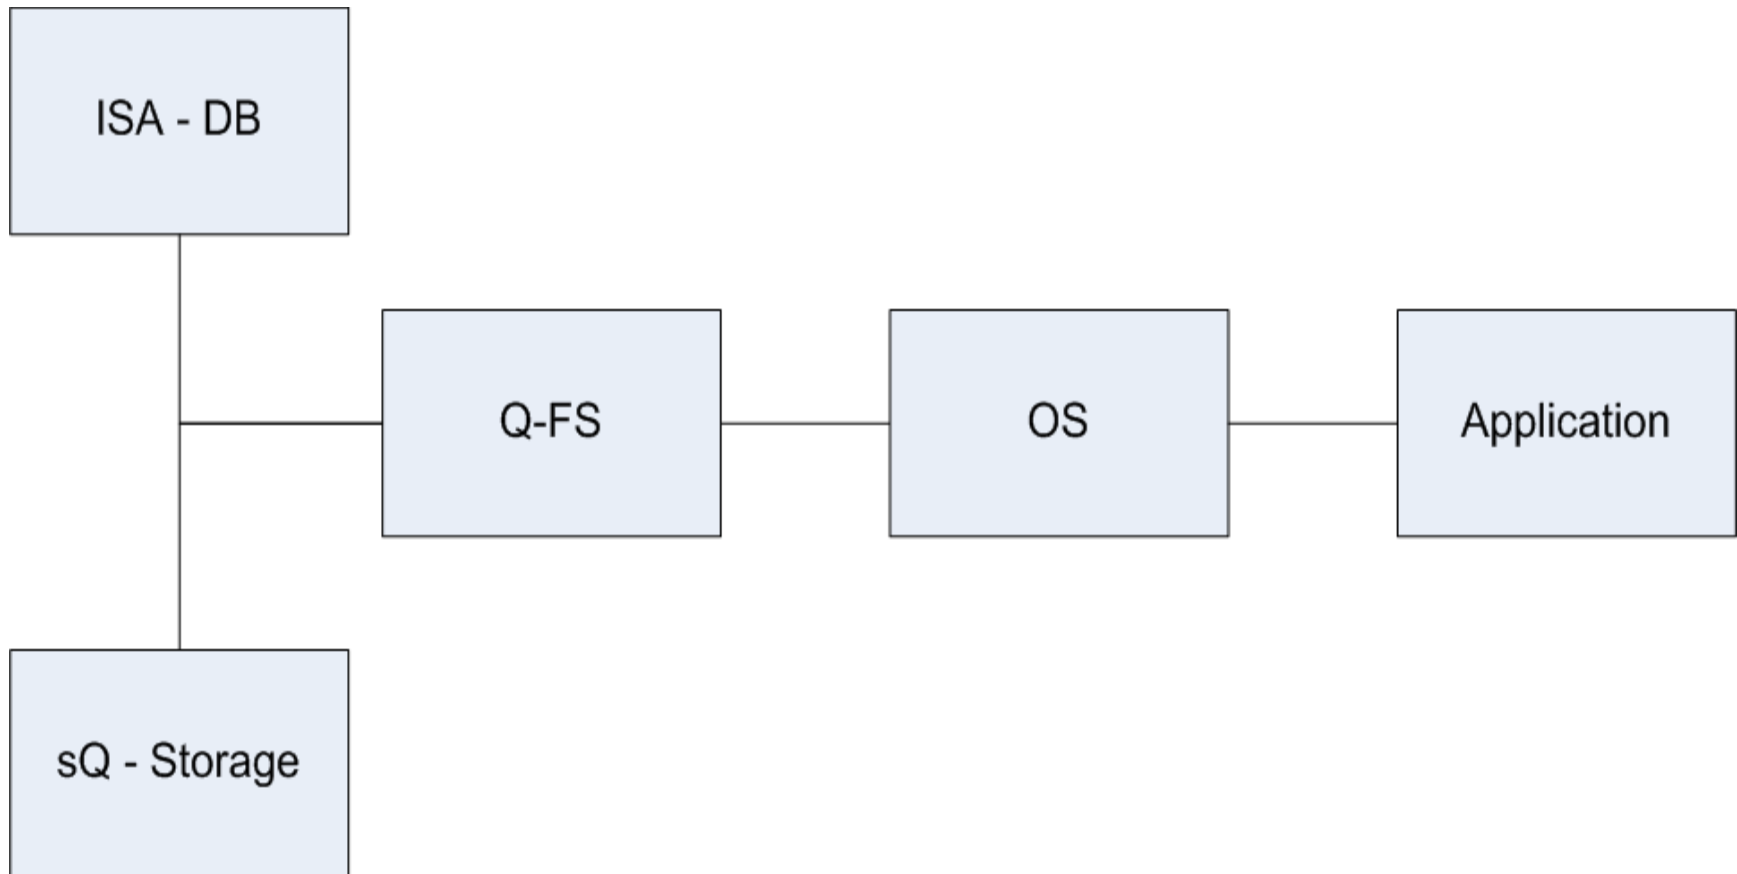 ISA - DB
Q-FS
OS
Application
sQ - Storage